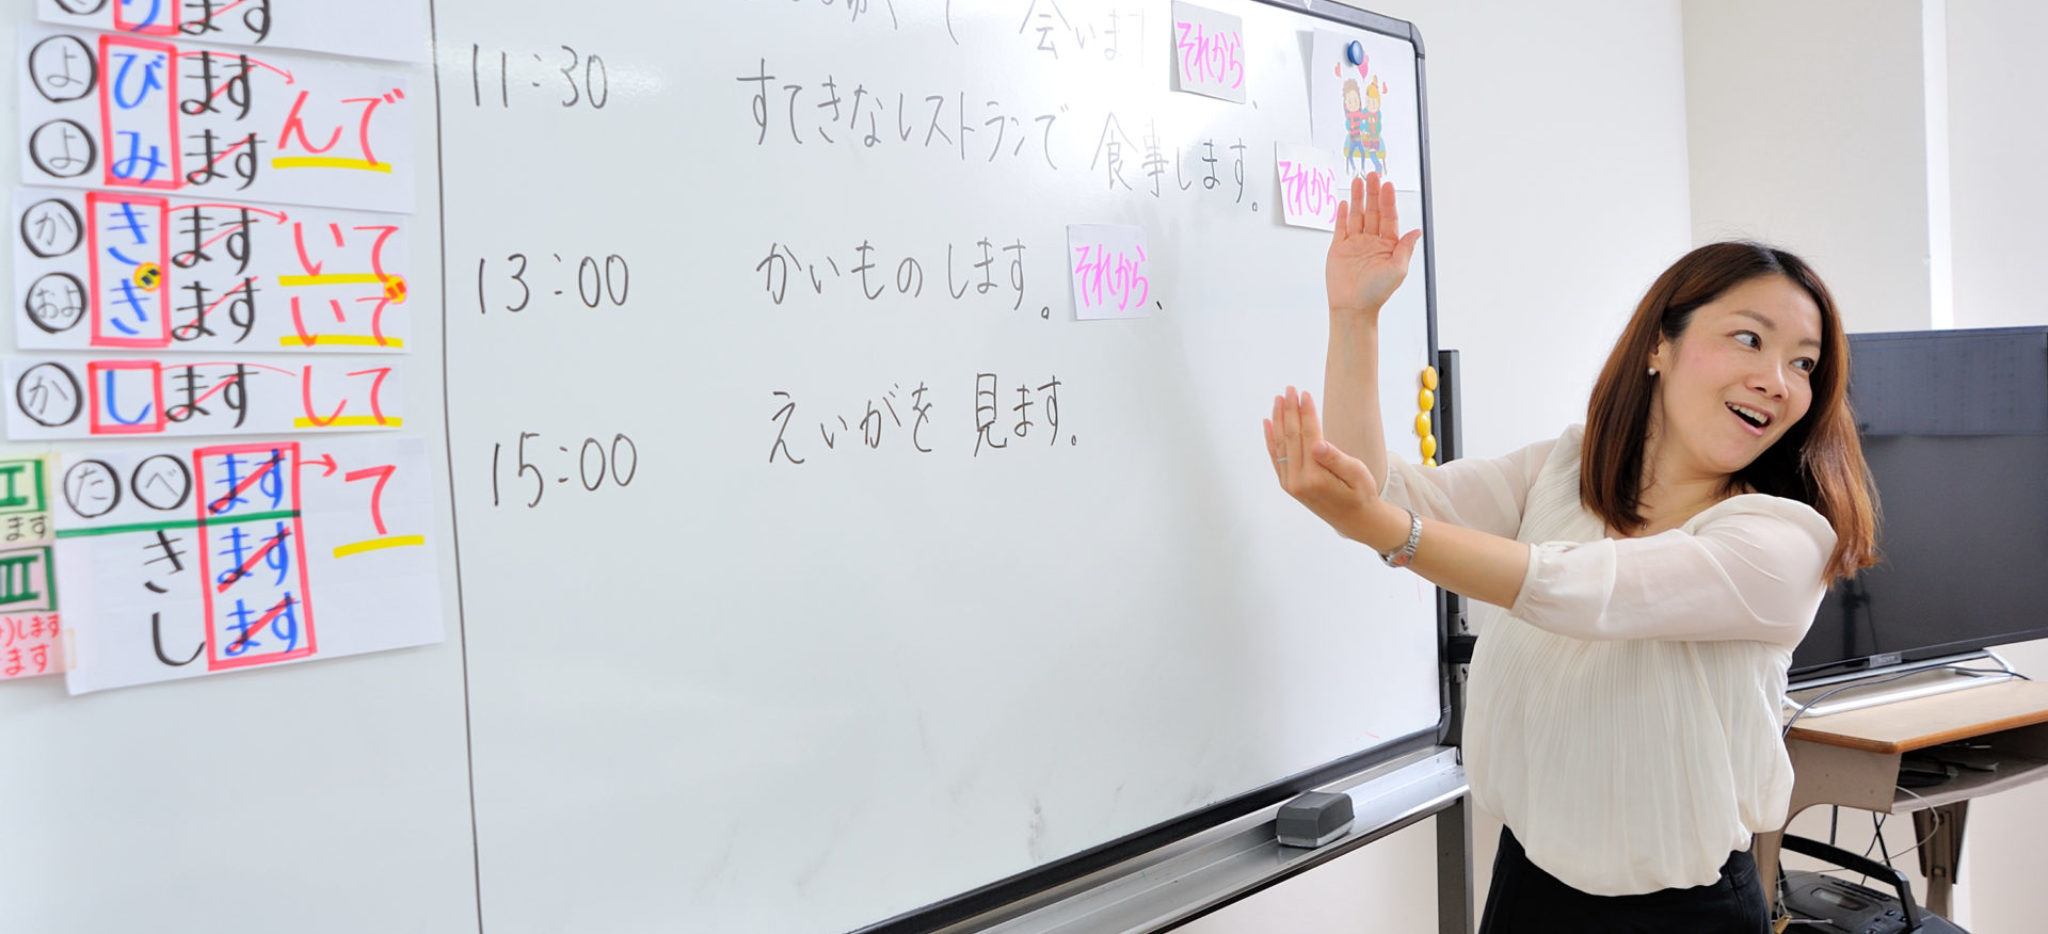 ります
よびます んで
よみます
かきます いて
およぎます いて
かします して
II たべます て
ます
III きます
します
します
ます
会います それから、
11:30 すてきなレストランで 食事します。それから
13:00 かいものします。それから、
15:00 えいがを 見ます。
SONY